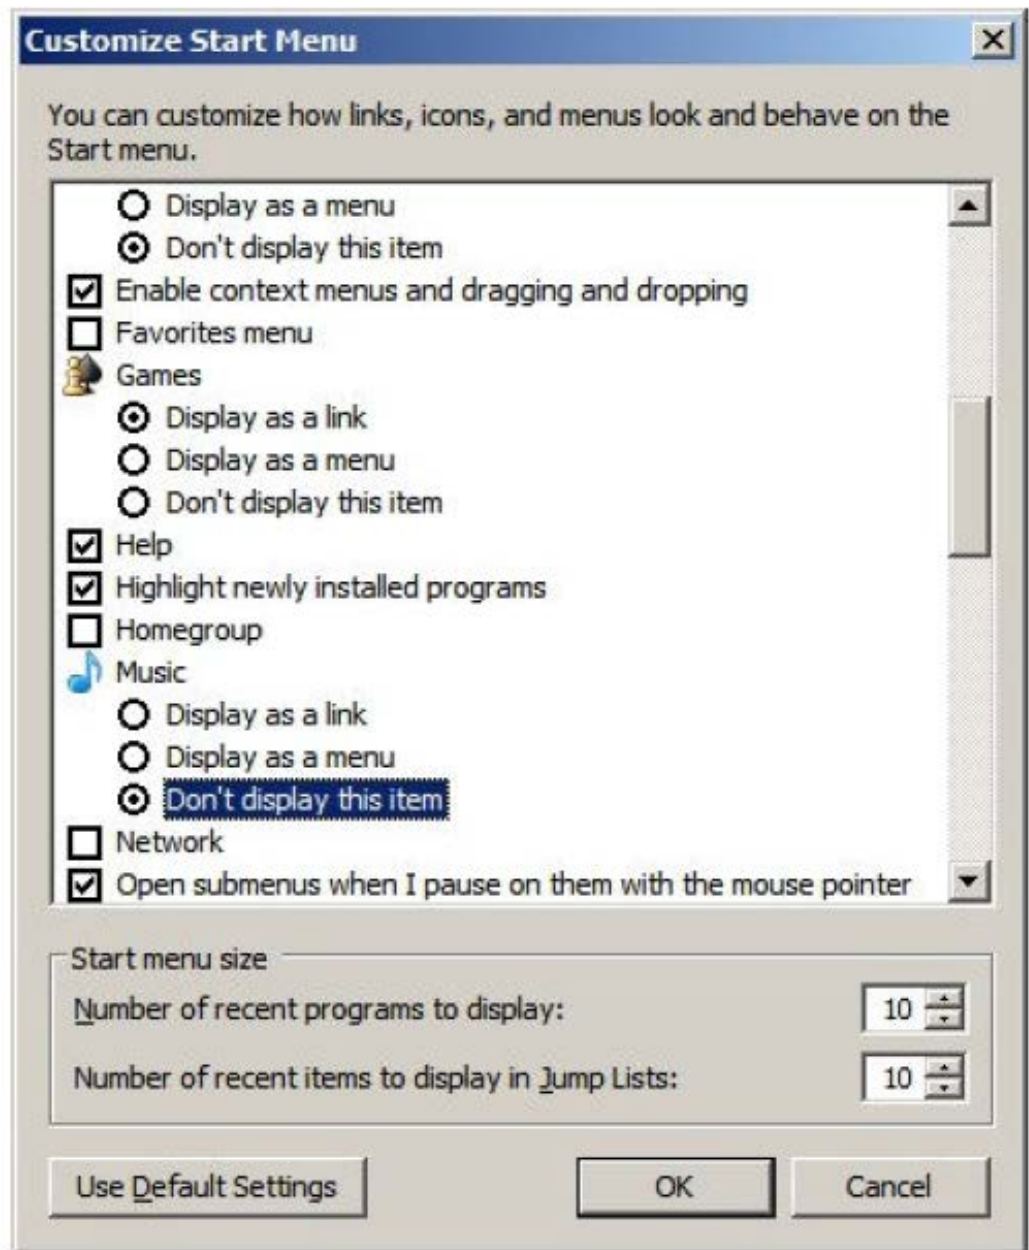 Customize Start Menu
You can customize how links, icons, and menus look and behave on the
Start menu.
Display as a menu
Don't display this item
Enable context menus and dragging and dropping
Favorites menu
Games
Display as a link
Display as a menu
Don't display this item
Help
Highlight newly installed programs
Homegroup
Music
Display as a link
Display as a menu
Don't display this item
Network
Open submenus when I pause on them with the mouse pointer
Start menu size
Number of recent programs to display: 10
Number of recent items to display in Jump Lists: 10
Use Default Settings OK Cancel